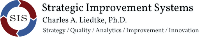 SIS
Strategic Improvement Systems
Charles A. Liedtke, Ph.D.
Strategy / Quality / Analytics / Improvement / Innovation